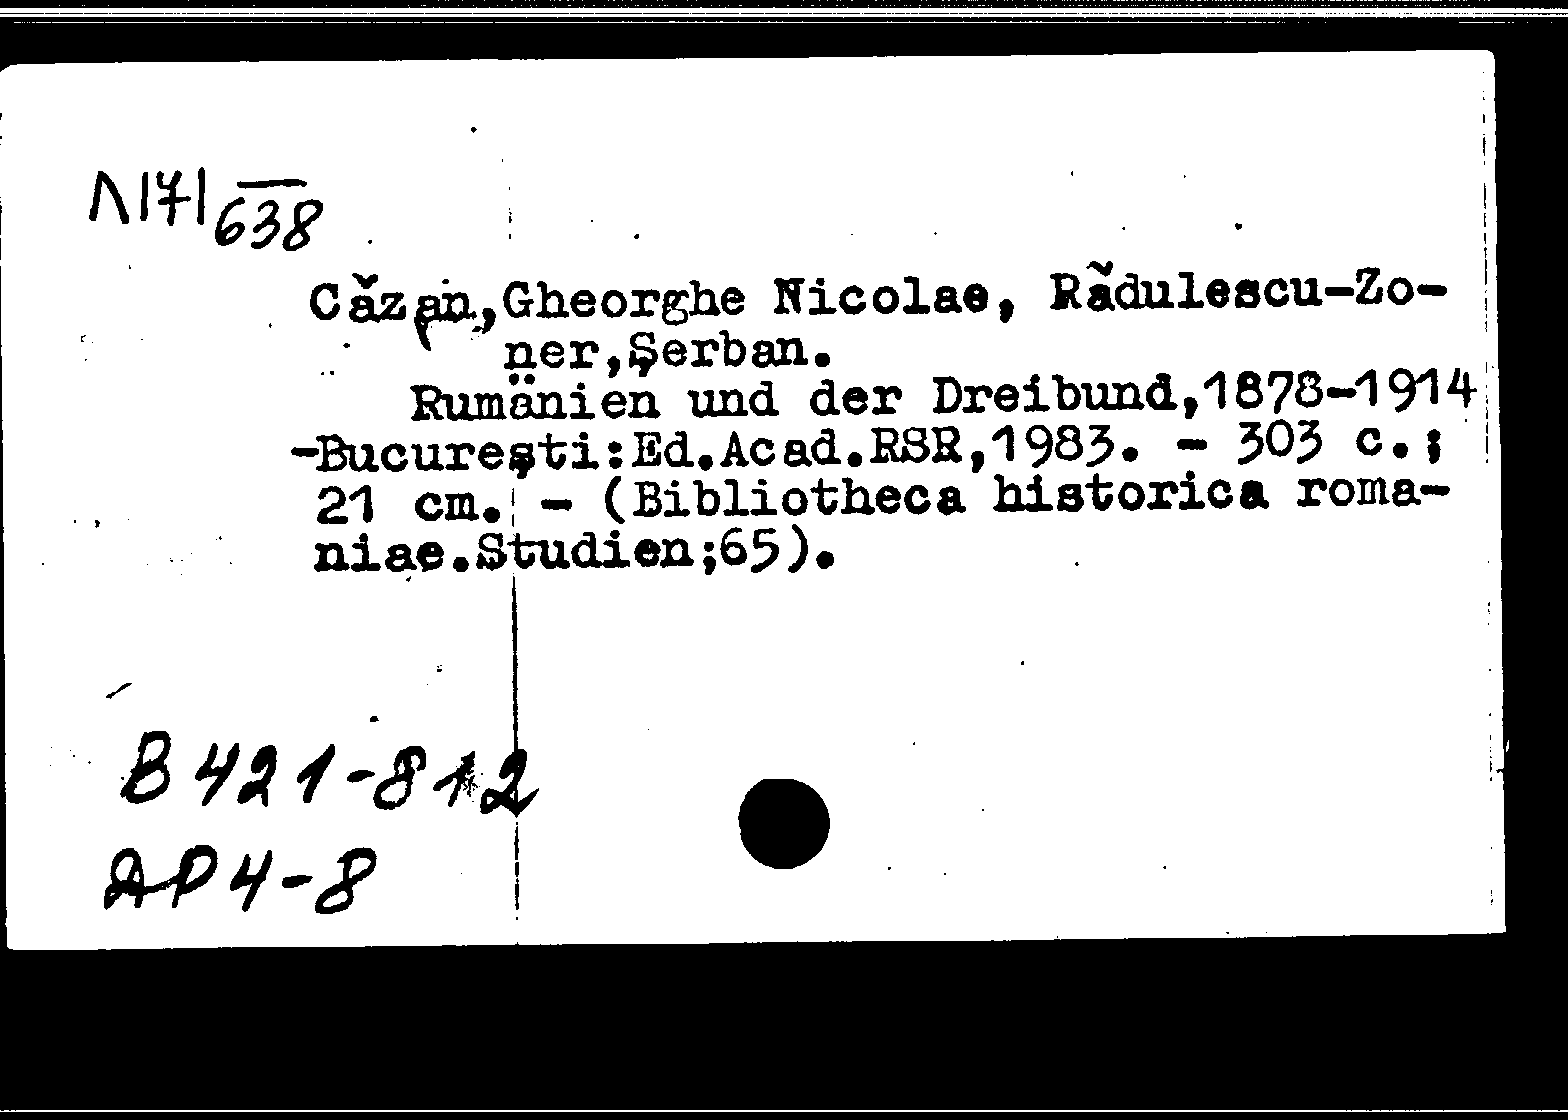 Λ171
638
Căzan,Gheorghe Nicolae, Rădulescu-Zo-
ner,Şerban.
Rumänien und der Dreibund,1878-1914
-Bucureşti:Ed.Acad.RSR,1983. - 303 c.;
21 cm. - (Bibliotheca historica roma-
niae.Studien;65).
B 421-812
AP4-8